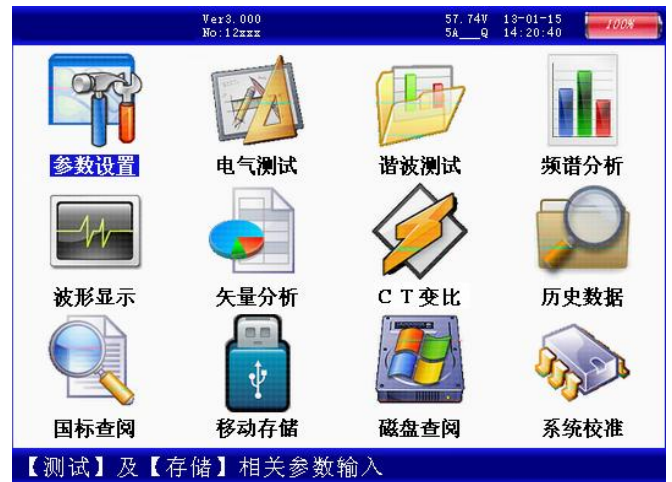 Ver3.000 57.74V 13-01-15
No:12xxx 5A__Q 14:20:40 100%
参数设置 电气测试 谐波测试 频谱分析
波形显示 矢量分析 CT变比 历史数据
国标查阅 移动存储 磁盘查阅 系统校准
【测试】及【存储】相关参数输入